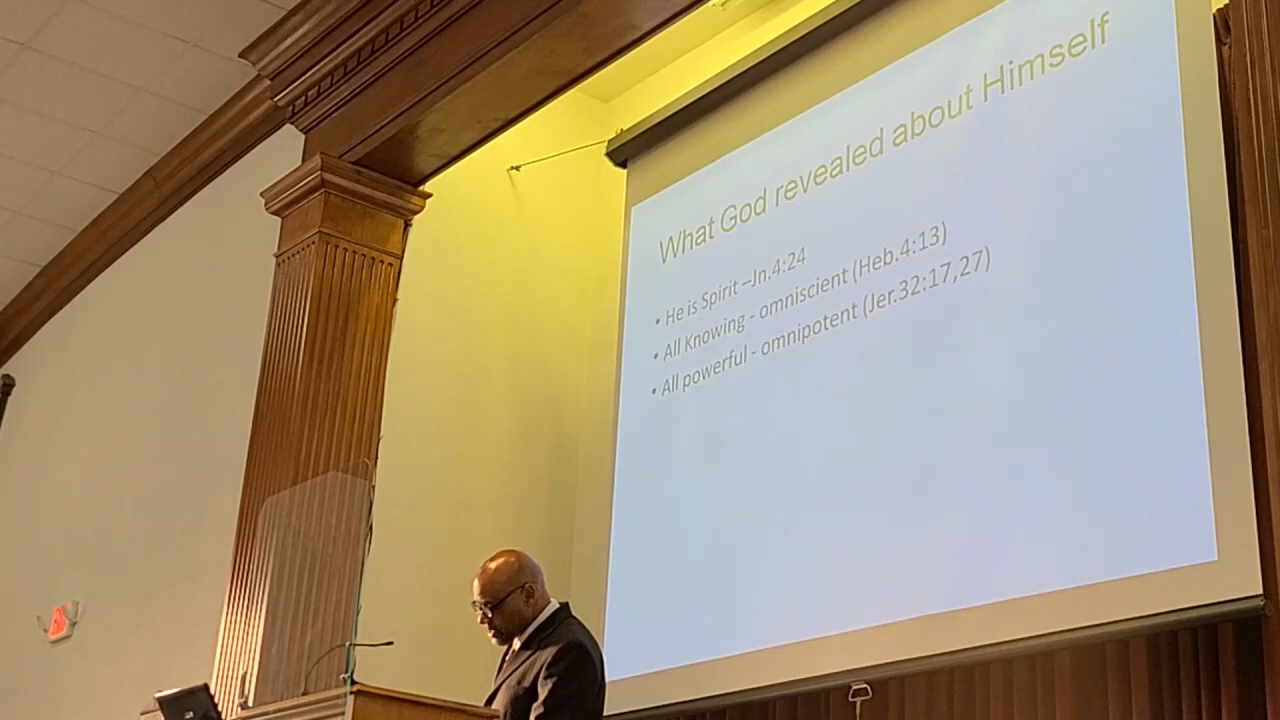 What God revealed about Himself
• He is Spirit –Jn.4:24
• All Knowing - omniscient (Heb.4:13)
• All powerful - omnipotent (Jer.32:17,27)